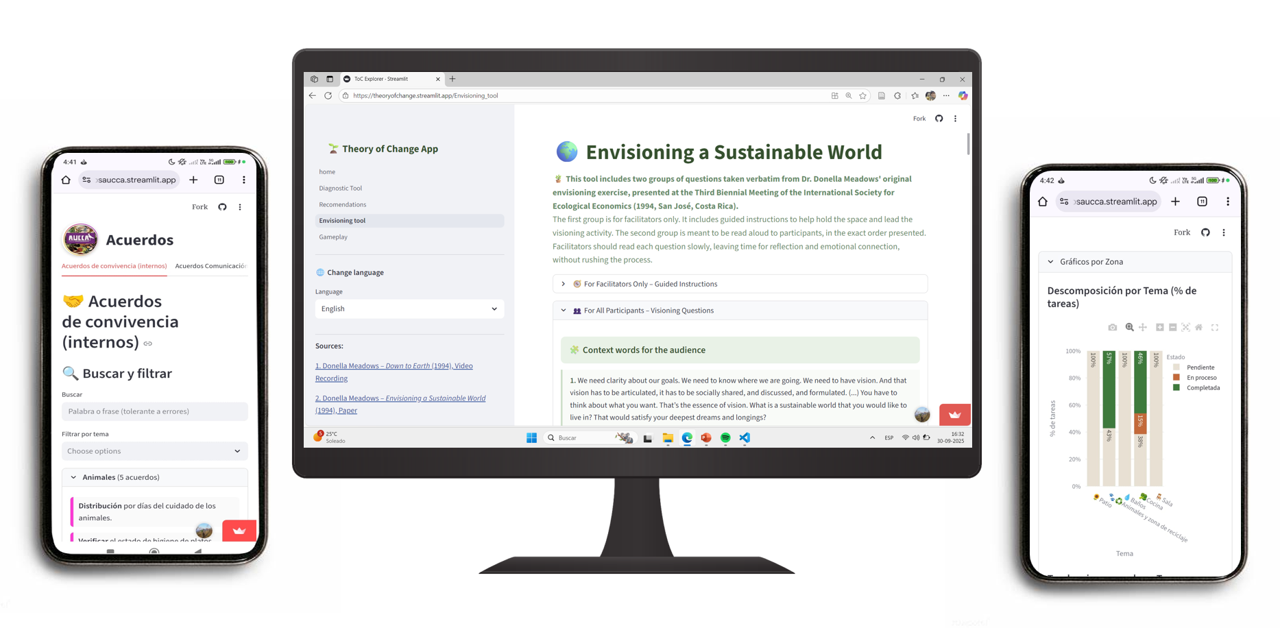 4:41
saucca.streamlit.app
Fork
AUCCA
Acuerdos
Acuerdos de convivencia (internos) Acuerdos Comunicació
🤝 Acuerdos
de convivencia
(internos)
🔍 Buscar y filtrar
Buscar
Palabra o frase (tolerante a errores)
Filtrar por tema
Choose options
Animales (5 acuerdos)
Distribución por días del cuidado de los
animales.
Verificar el estado de higiene de platos
ToC Explorer · Streamlit
https://theoryofchange.streamlit.app/Envisioning_tool
Theory of Change App
home
Diagnostic Tool
Recomendations
Envisioning tool
Gameplay
🌐 Change language
Language
English
Sources:
1. Donella Meadows – Down to Earth (1994), Video
Recording
2. Donella Meadows – Envisioning a Sustainable World
(1994), Paper
Fork
Envisioning a Sustainable World
This tool includes two groups of questions taken verbatim from Dr. Donella Meadows' original
envisioning exercise, presented at the Third Biennial Meeting of the International Society for
Ecological Economics (1994, San José, Costa Rica).
The first group is for facilitators only. It includes guided instructions to help hold the space and lead the
visioning activity. The second group is meant to be read aloud to participants, in the exact order presented.
Facilitators should read each question slowly, leaving time for reflection and emotional connection,
without rushing the process.
For Facilitators Only – Guided Instructions
For All Participants – Visioning Questions
Context words for the audience
1. We need clarity about our goals. We need to know where we are going. We need to have vision. And that
vision has to be articulated, it has to be socially shared, and discussed, and formulated. (...) You have to
think about what you want. That's the essence of vision. What is a sustainable world that you would like to
live in? That would satisfy your deepest dreams and longings?
25°C
Soleado
Buscar
ESP
16:32
30-09-2025
4:42
saucca.streamlit.app
Fork
Gráficos por Zona
Descomposición por Tema (% de
tareas)
Estado
Pendiente
En proceso
Completada
% de tareas
100%
80%
60%
40%
20%
0%
100%
57%
43%
100%
46%
15%
38%
100%
Patio
Animales y zona de reciclaje
Baños
Cocina
Sala
Tema